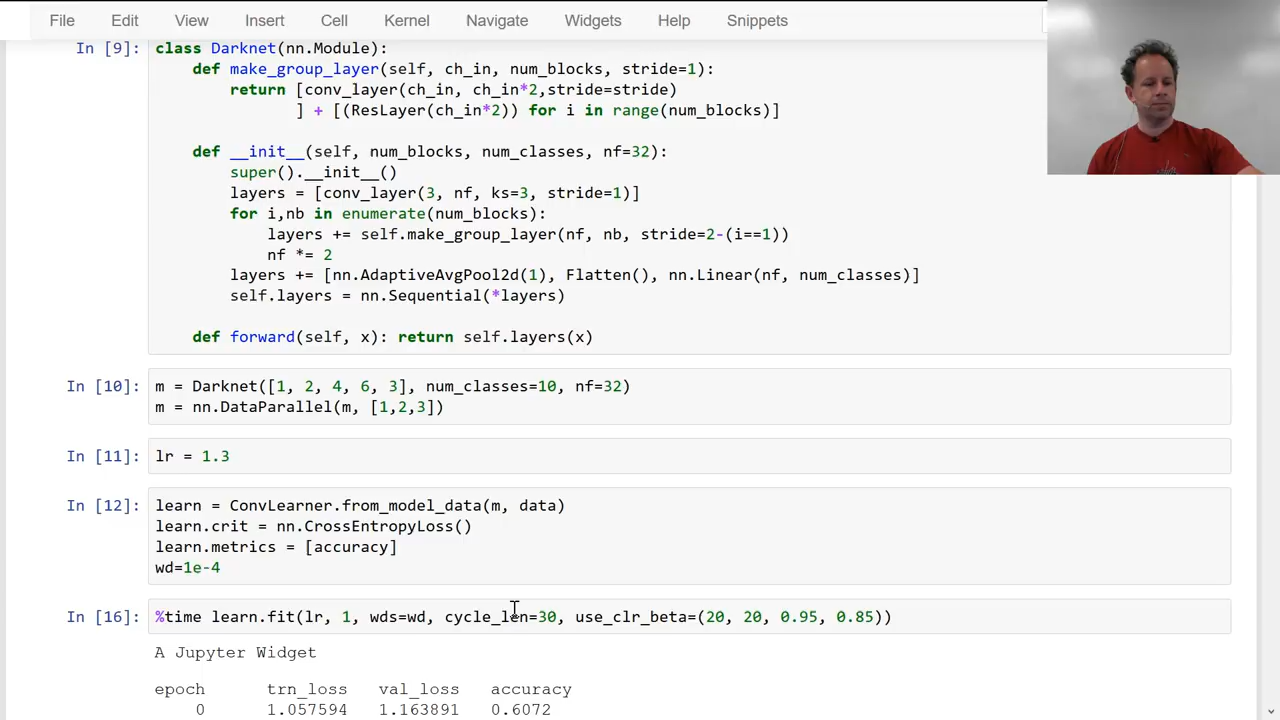 File Edit View Insert Cell Kernel Navigate Widgets Help Snippets
In [9]: class Darknet(nn.Module):
    def make_group_layer(self, ch_in, num_blocks, stride=1):
        return [conv_layer(ch_in, ch_in*2,stride=stride)
               ] + [(ResLayer(ch_in*2)) for i in range(num_blocks)]
    def __init__(self, num_blocks, num_classes, nf=32):
        super().__init__()
        layers = [conv_layer(3, nf, ks=3, stride=1)]
        for i,nb in enumerate(num_blocks):
            layers += self.make_group_layer(nf, nb, stride=2-(i==1))
            nf *= 2
        layers += [nn.AdaptiveAvgPool2d(1), Flatten(), nn.Linear(nf, num_classes)]
        self.layers = nn.Sequential(*layers)
    def forward(self, x): return self.layers(x)
In [10]: m = Darknet([1, 2, 4, 6, 3], num_classes=10, nf=32)
m = nn.DataParallel(m, [1,2,3])
In [11]: lr = 1.3
In [12]: learn = ConvLearner.from_model_data(m, data)
learn.crit = nn.CrossEntropyLoss()
learn.metrics = [accuracy]
wd=1e-4
In [16]: %time learn.fit(lr, 1, wds=wd, cycle_len=30, use_clr_beta=(20, 20, 0.95, 0.85))
A Jupyter Widget
epoch trn_loss val_loss accuracy
0 1.057594 1.163891 0.6072